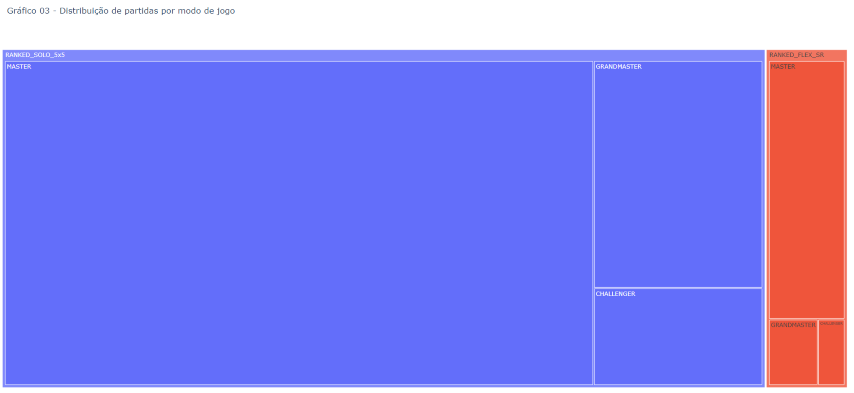 Gráfico 03 - Distribuição de partidas por modo de jogo
RANKED_SOLO_5x5
MASTER
GRANDMASTER
CHALLENGER
RANKED_FLEX_SR
MASTER
GRANDMASTER